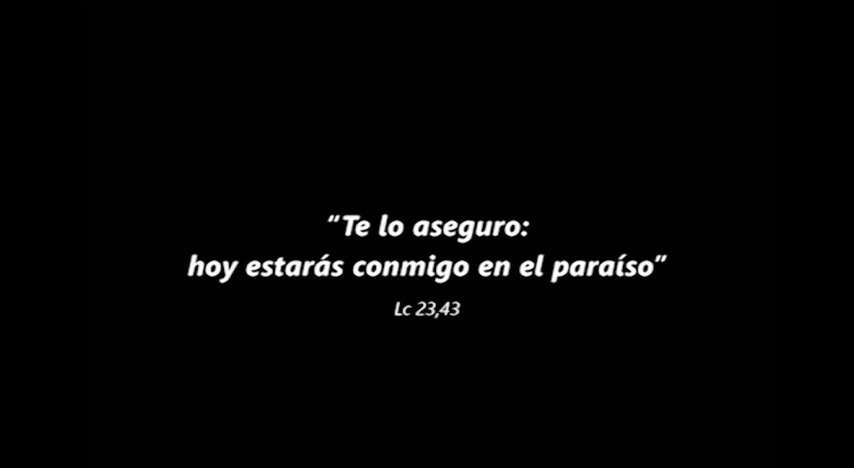 “Te lo aseguro:
hoy estarás conmigo en el paraíso”
Lc 23,43